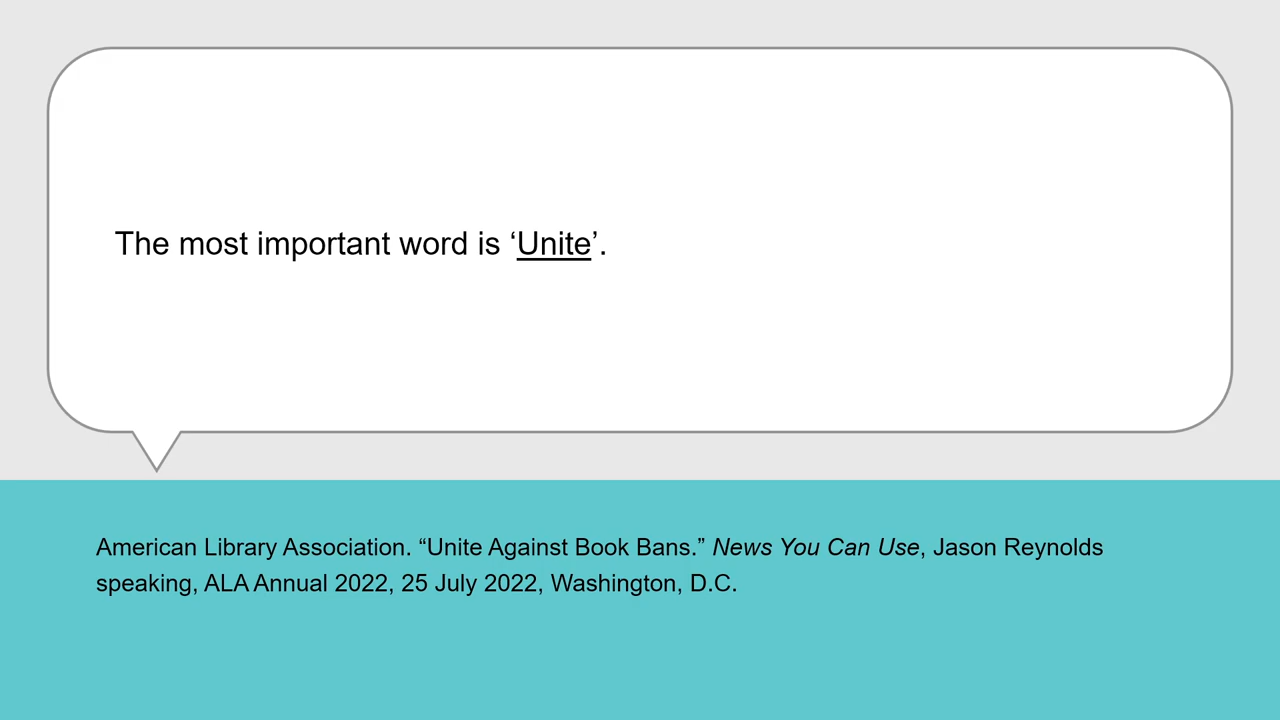 The most important word is ‘Unite’.
American Library Association. “Unite Against Book Bans.” News You Can Use, Jason Reynolds
speaking, ALA Annual 2022, 25 July 2022, Washington, D.C.